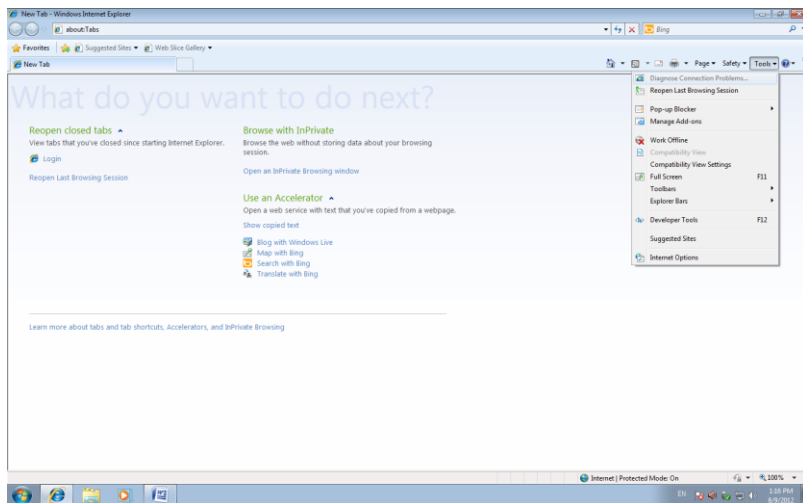 New Tab - Windows Internet Explorer
about:Tabs
Bing
Favorites Suggested Sites Web Slice Gallery
New Tab
Page Safety Tools
What do you want to do next?
Reopen closed tabs
View tabs that you've closed since starting Internet Explorer.
Login
Reopen Last Browsing Session
Browse with InPrivate
Browse the web without storing data about your browsing
session.
Open an InPrivate Browsing window
Use an Accelerator
Open a web service with text that you've copied from a webpage.
Show copied text
Blog with Windows Live
Map with Bing
Search with Bing
Translate with Bing
Learn more about tabs and tab shortcuts, Accelerators, and InPrivate Browsing
Diagnose Connection Problems...
Reopen Last Browsing Session
Pop-up Blocker
Manage Add-ons
Work Offline
Compatibility View
Compatibility View Settings
Full Screen F11
Toolbars
Explorer Bars
Developer Tools F12
Suggested Sites
Internet Options
Internet | Protected Mode: On 100%
EN 1:18 PM
6/9/2012